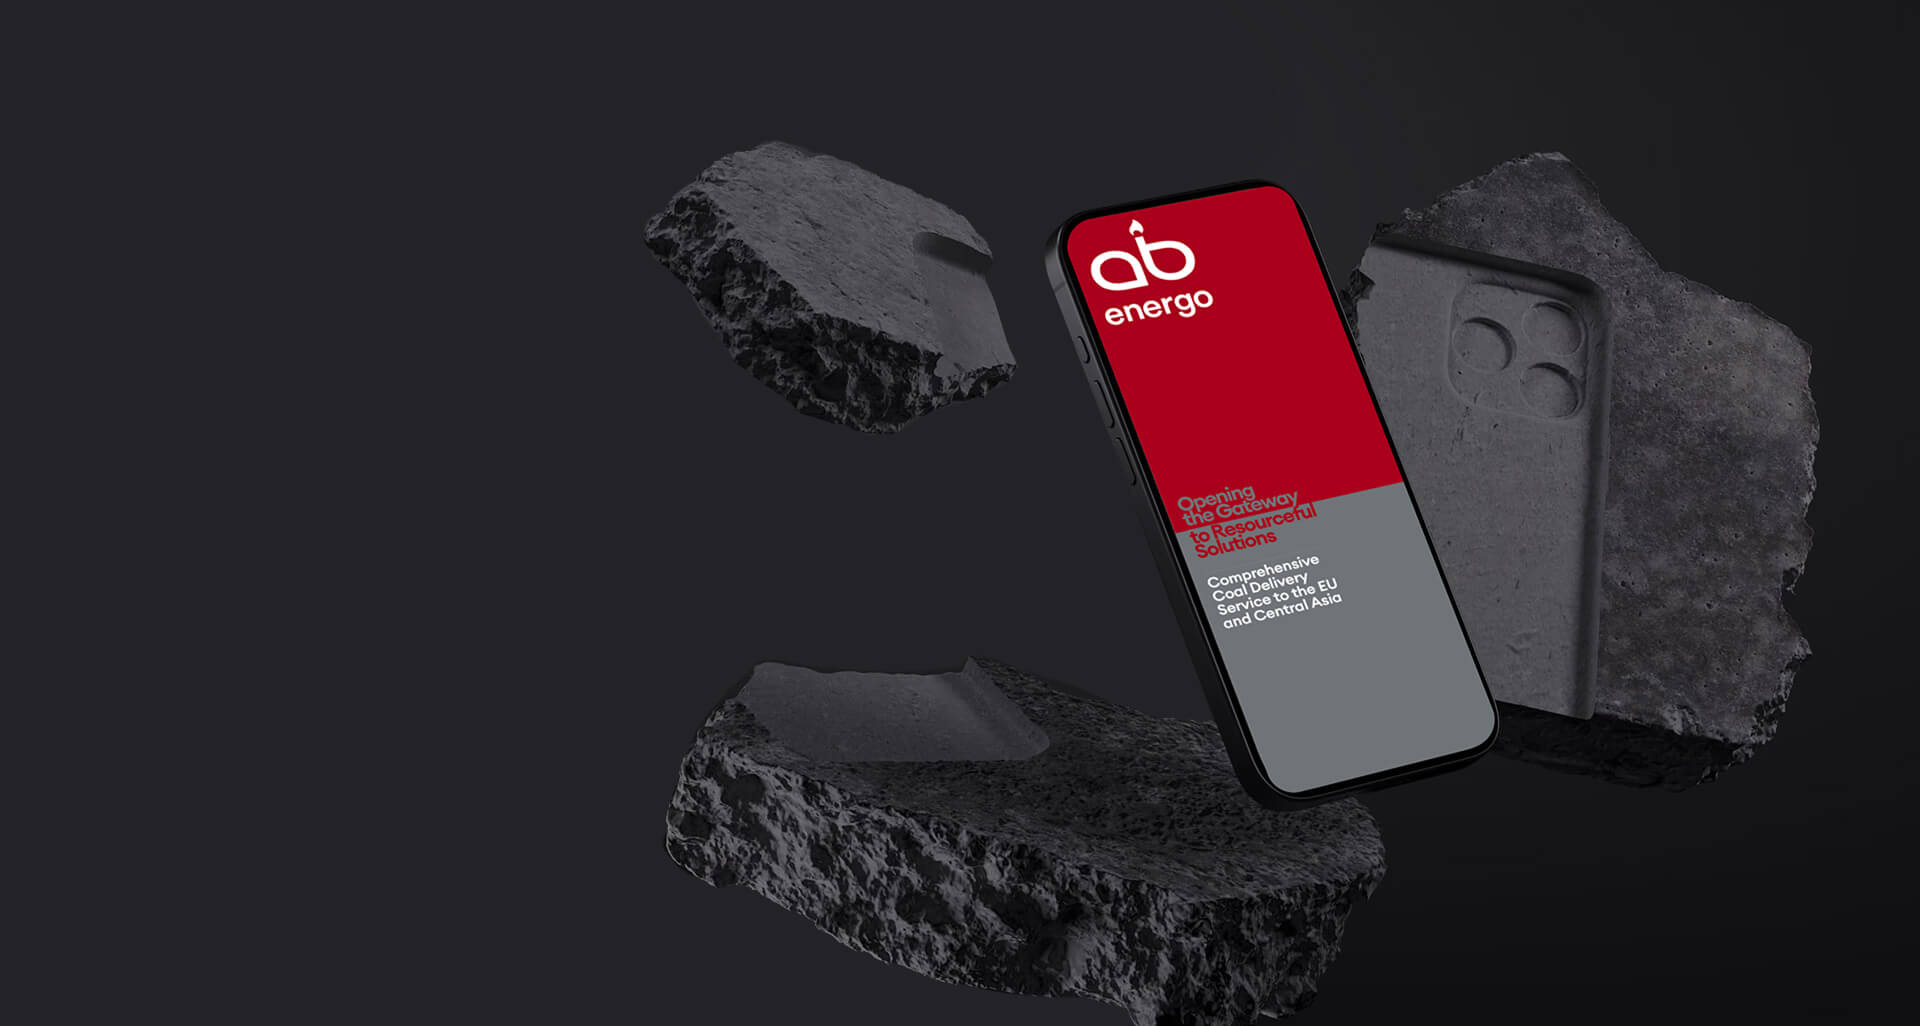 ab
energo
Opening
the Gateway
to Resourceful
Solutions
Comprehensive
Coal Delivery
Service to the EU
and Central Asia